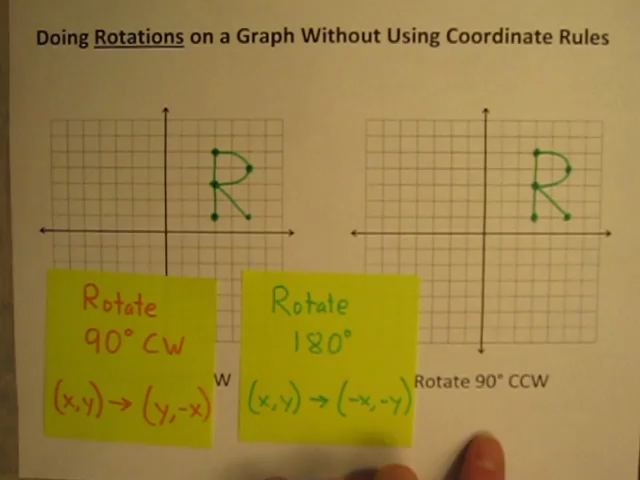 Doing Rotations on a Graph Without Using Coordinate Rules
R
R
Rotate
90° CW
(x,y) → (y,-x)
Rotate
180°
(x,y) → (-x,-y)
W
Rotate 90° CCW